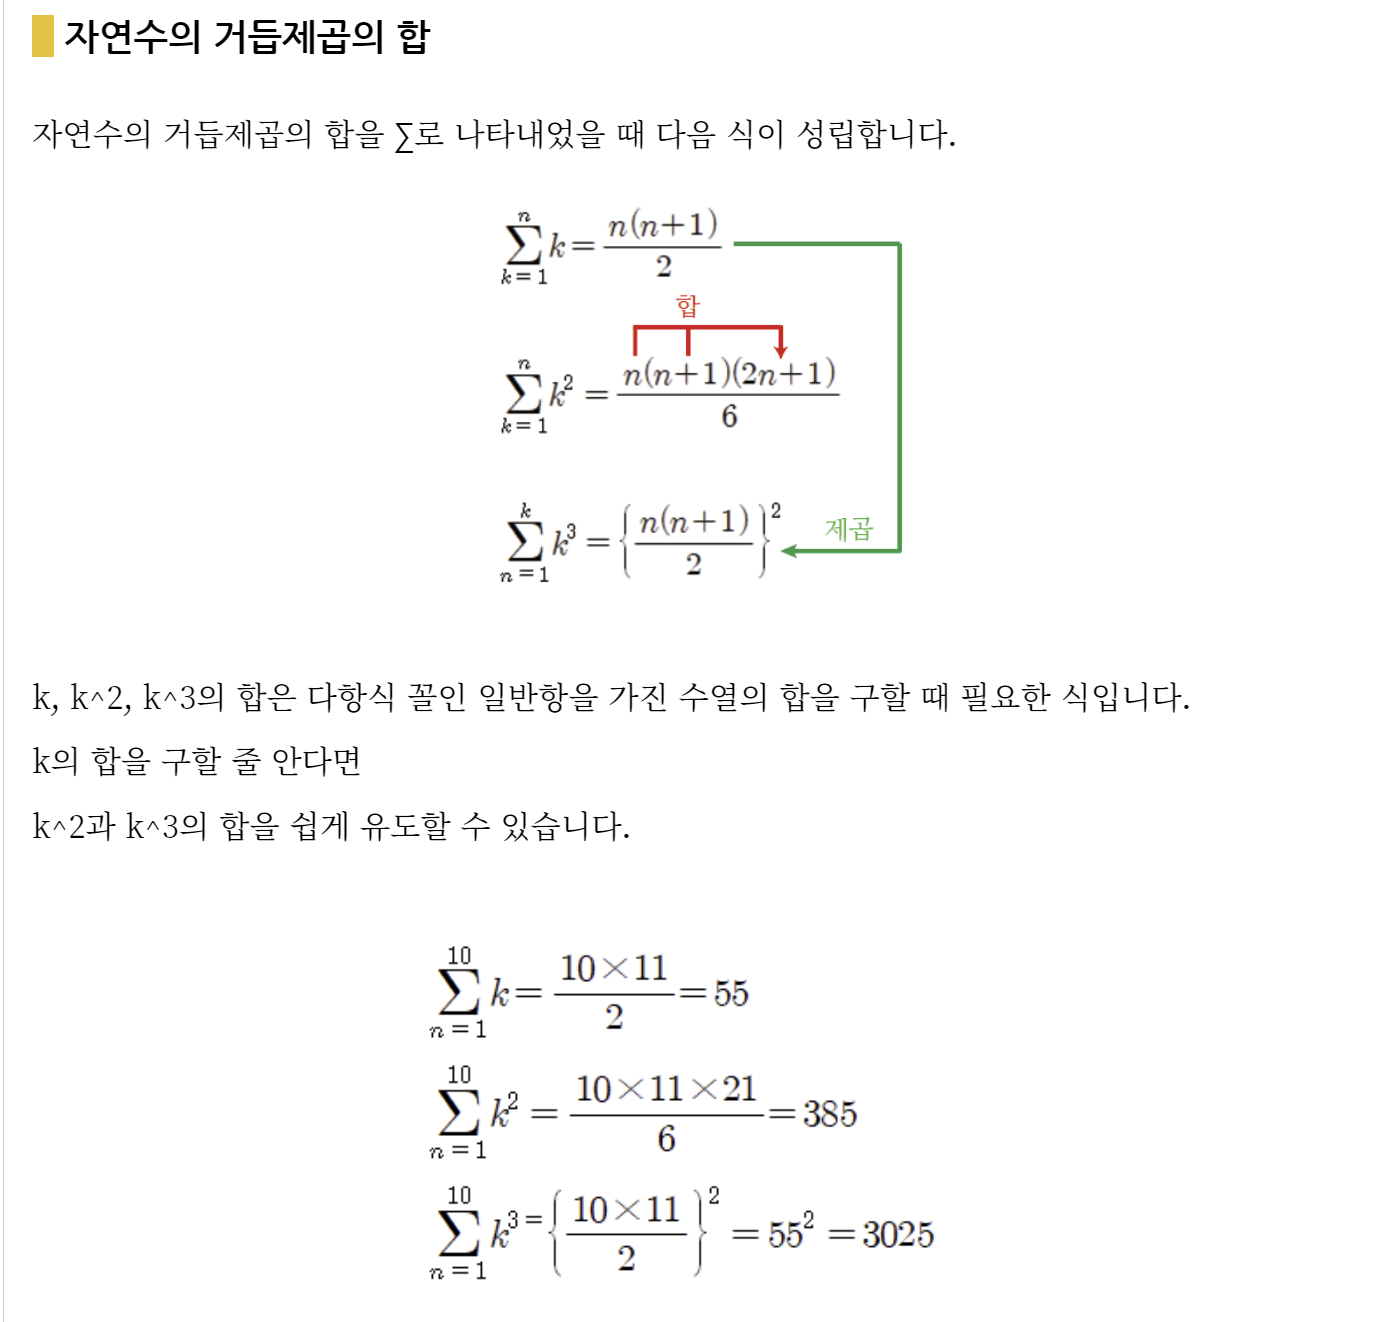 자연수의 거듭제곱의 합
자연수의 거듭제곱의 합을 ∑로 나타내었을 때 다음 식이 성립합니다.
\sum_{k=1}^{n} k = \frac{n(n+1)}{2}
합
\sum_{k=1}^{n} k^2 = \frac{n(n+1)(2n+1)}{6}
\sum_{n=1}^{k} k^3 = \left\{ \frac{n(n+1)}{2} \right\}^2
제곱
k, k^2, k^3의 합은 다항식 꼴인 일반항을 가진 수열의 합을 구할 때 필요한 식입니다.
k의 합을 구할 줄 안다면
k^2과 k^3의 합을 쉽게 유도할 수 있습니다.
\sum_{n=1}^{10} k = \frac{10×11}{2} = 55
\sum_{n=1}^{10} k^2 = \frac{10×11×21}{6} = 385
\sum_{n=1}^{10} k^3 = \left\{ \frac{10×11}{2} \right\}^2 = 55^2 = 3025